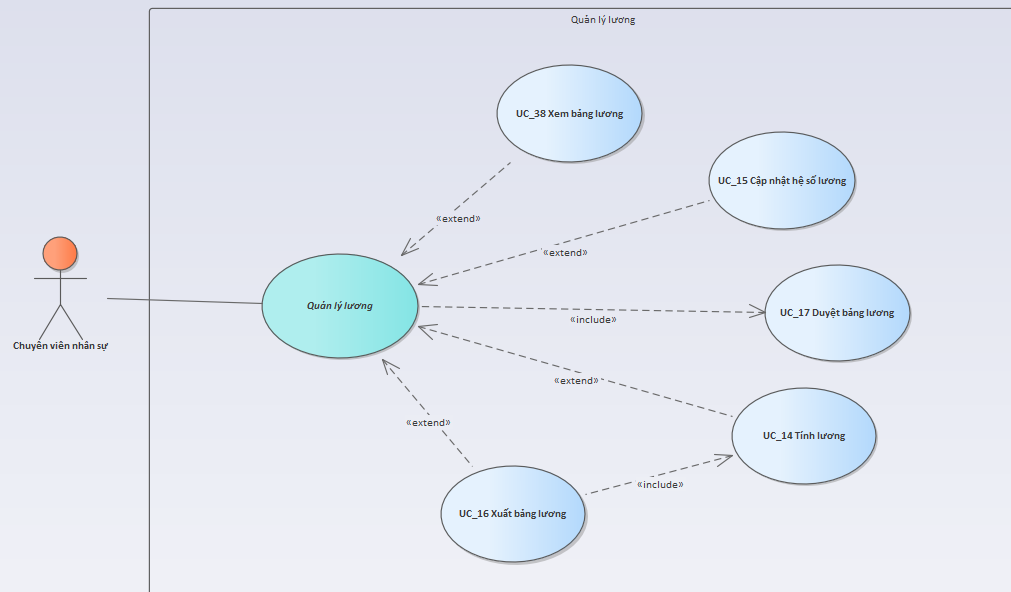 Quản lý lương
UC_38 Xem bảng lương
UC_15 Cập nhật hệ số lương
«extend»
«extend»
Quản lý lương
UC_17 Duyệt bảng lương
«include»
Chuyên viên nhân sự
«extend»
«extend»
UC_14 Tính lương
«include»
UC_16 Xuất bảng lương